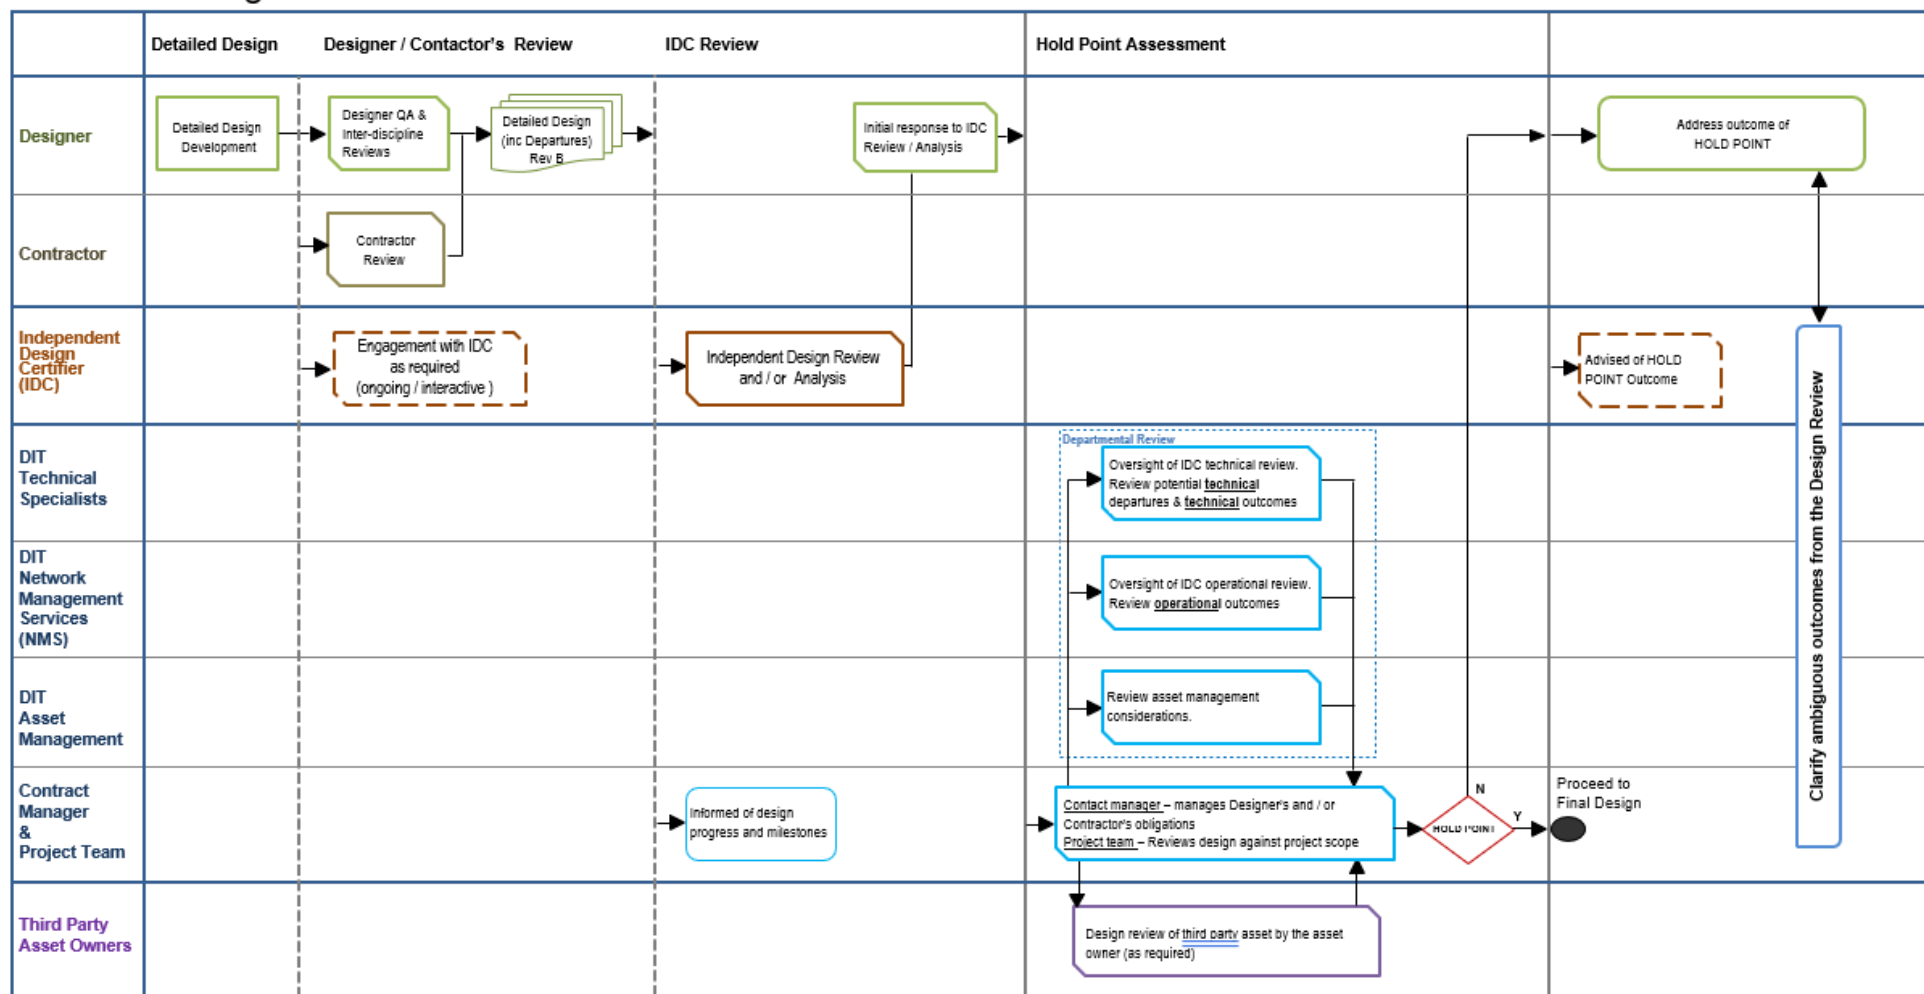 Detailed Design
Designer / Contactor's  Review
IDC Review
Hold Point Assessment
Designer
Detailed Design
Development
Designer QA &
Inter-discipline
Reviews
Detailed Design
(inc Departures)
Rev B
Initial response to IDC
Review / Analysis
Address outcome of
HOLD POINT
Contractor
Contractor
Review
Independent
Design
Certifier
(IDC)
Engagement with IDC
as required
(ongoing / interactive )
Independent Design Review
and / or  Analysis
Advised of HOLD
POINT Outcome
Clarify ambiguous outcomes from the Design Review
DIT
Technical
Specialists
Departmental Review
Oversight of IDC technical review.
Review potential technical
departures & technical outcomes
DIT
Network
Management
Services
(NMS)
Oversight of IDC operational review.
Review operational outcomes
DIT
Asset
Management
Review asset management
considerations.
Contract
Manager
&
Project Team
Informed of design
progress and milestones
Contact manager – manages Designer's and / or
Contractor's obligations
Project team – Reviews design against project scope
HOLD POINT
N
Y
Proceed to
Final Design
Third Party
Asset Owners
Design review of third party asset by the asset
owner (as required)